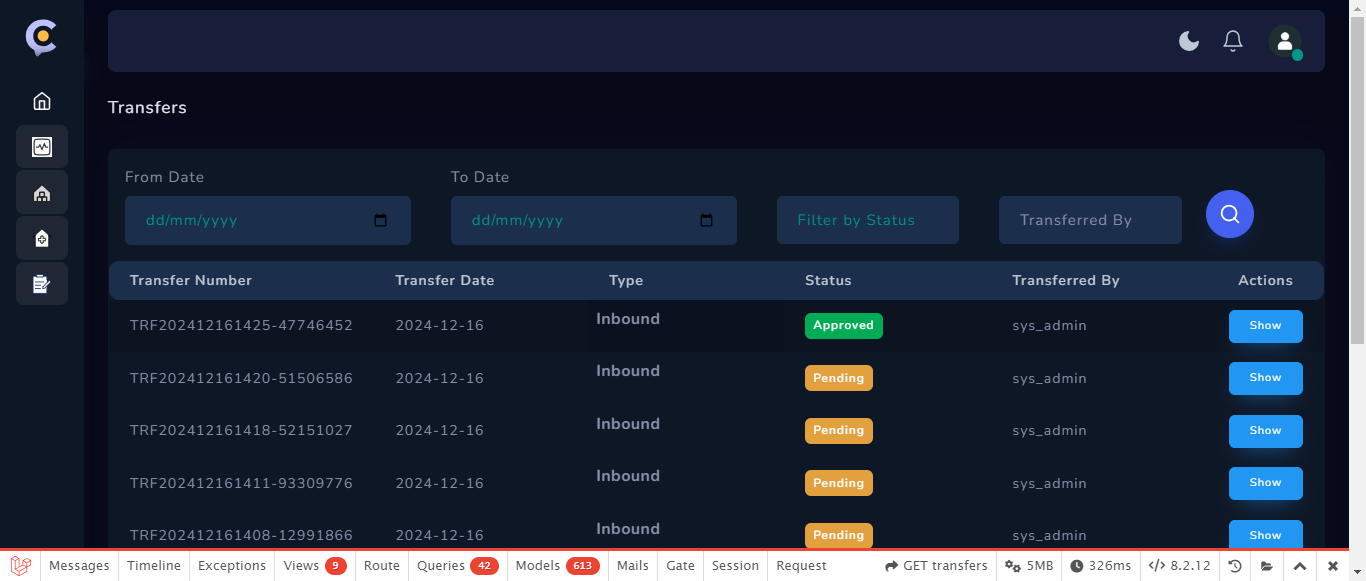 Transfers
From Date To Date
dd/mm/yyyy dd/mm/yyyy Filter by Status Transferred By
Transfer Number Transfer Date Type Status Transferred By Actions
TRF202412161425-47746452 2024-12-16 Inbound Approved sys_admin Show
TRF202412161420-51506586 2024-12-16 Inbound Pending sys_admin Show
TRF202412161418-52151027 2024-12-16 Inbound Pending sys_admin Show
TRF202412161411-93309776 2024-12-16 Inbound Pending sys_admin Show
TRF202412161408-12991866 2024-12-16 Inbound Pending sys_admin Show
Messages Timeline Exceptions Views 9 Route Queries 42 Models 613 Mails Gate Session Request GET transfers 5MB 326ms 8.2.12